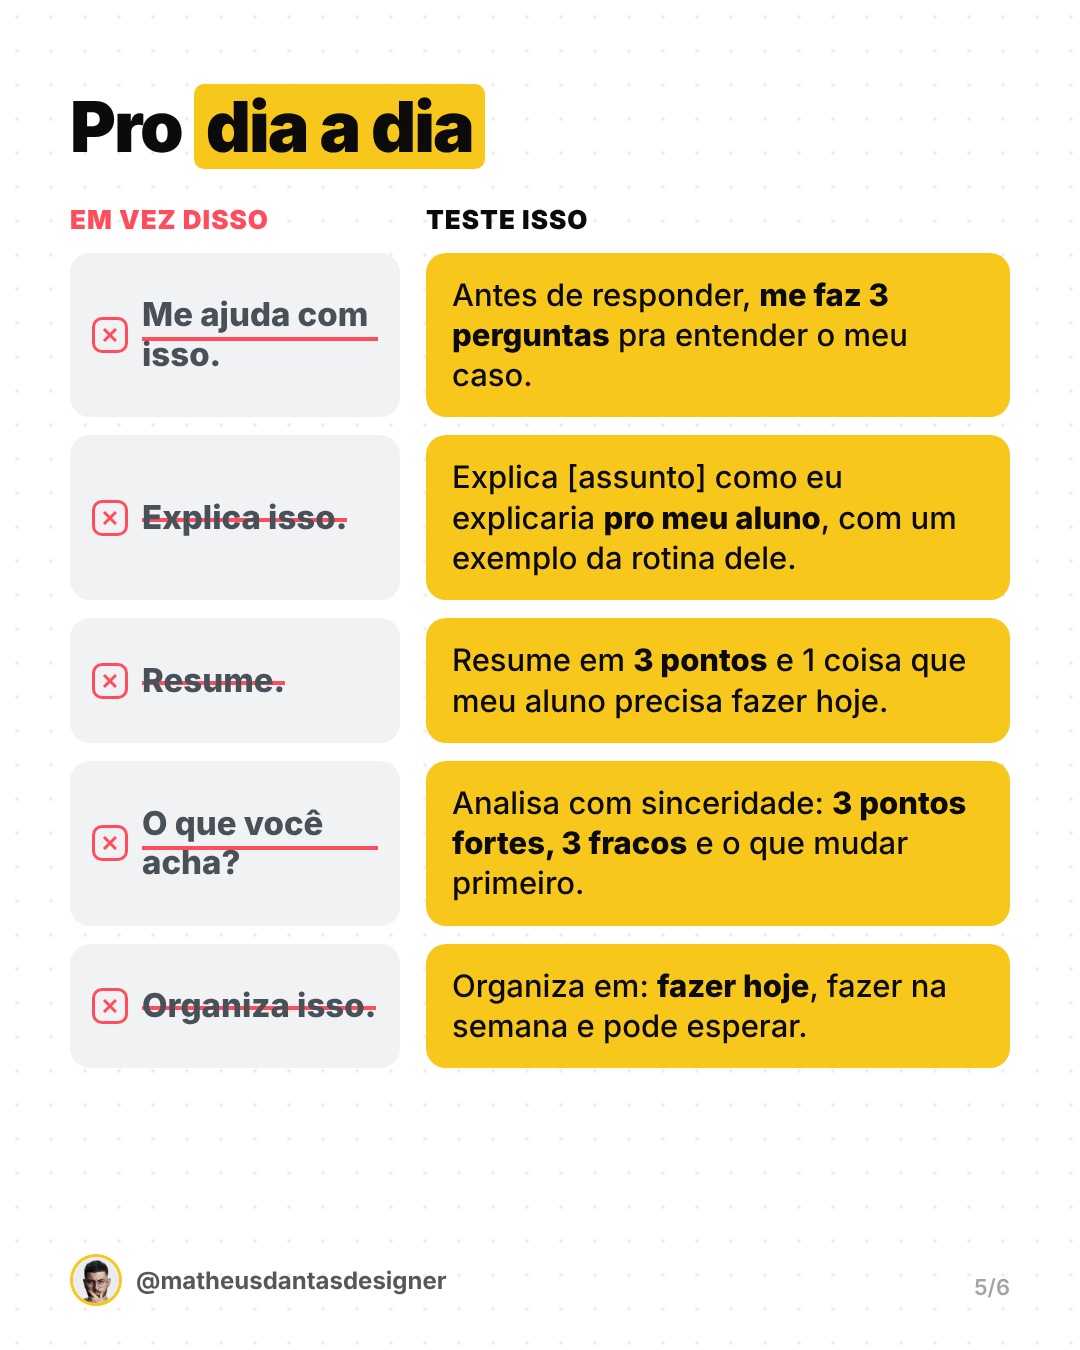 Pro dia a dia
EM VEZ DISSO
TESTE ISSO
Me ajuda com
isso.
Antes de responder, me faz 3
perguntas pra entender o meu
caso.
Explica isso.
Explica [assunto] como eu
explicaria pro meu aluno, com um
exemplo da rotina dele.
Resume.
Resume em 3 pontos e 1 coisa que
meu aluno precisa fazer hoje.
O que você
acha?
Analisa com sinceridade: 3 pontos
fortes, 3 fracos e o que mudar
primeiro.
Organiza isso.
Organiza em: fazer hoje, fazer na
semana e pode esperar.
@matheusdantasdesigner
5/6